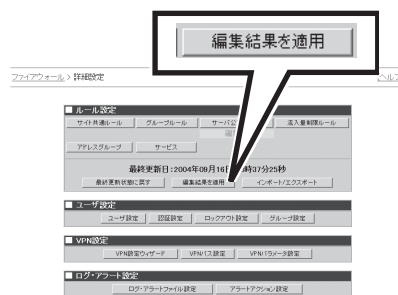 編集結果を適用
ファイアウォール > 詳細設定
ヘルプ
■ ルール設定
サイト共通ルール グループルール サーバ公 流入量制限ルール
アドレスグループ サービス
最終更新日:2004年09月16日 時37分25秒
最終更新状態に戻す 編集結果を適用 インポート/エクスポート
■ ユーザ設定
ユーザ設定 認証設定 ロックアウト設定 グループ設定
■ VPN設定
VPN設定ウィザード VPNパス設定 VPNパラメータ設定
■ ログ・アラート設定
ログ・アラートファイル設定 アラートアクション設定